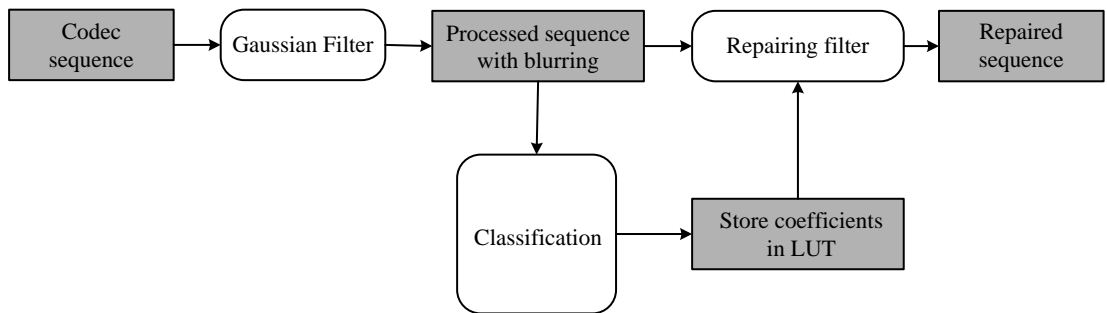 Codec
sequence
Gaussian Filter
Processed sequence
with blurring
Repairing filter
Repaired
sequence
Classification
Store coefficients
in LUT